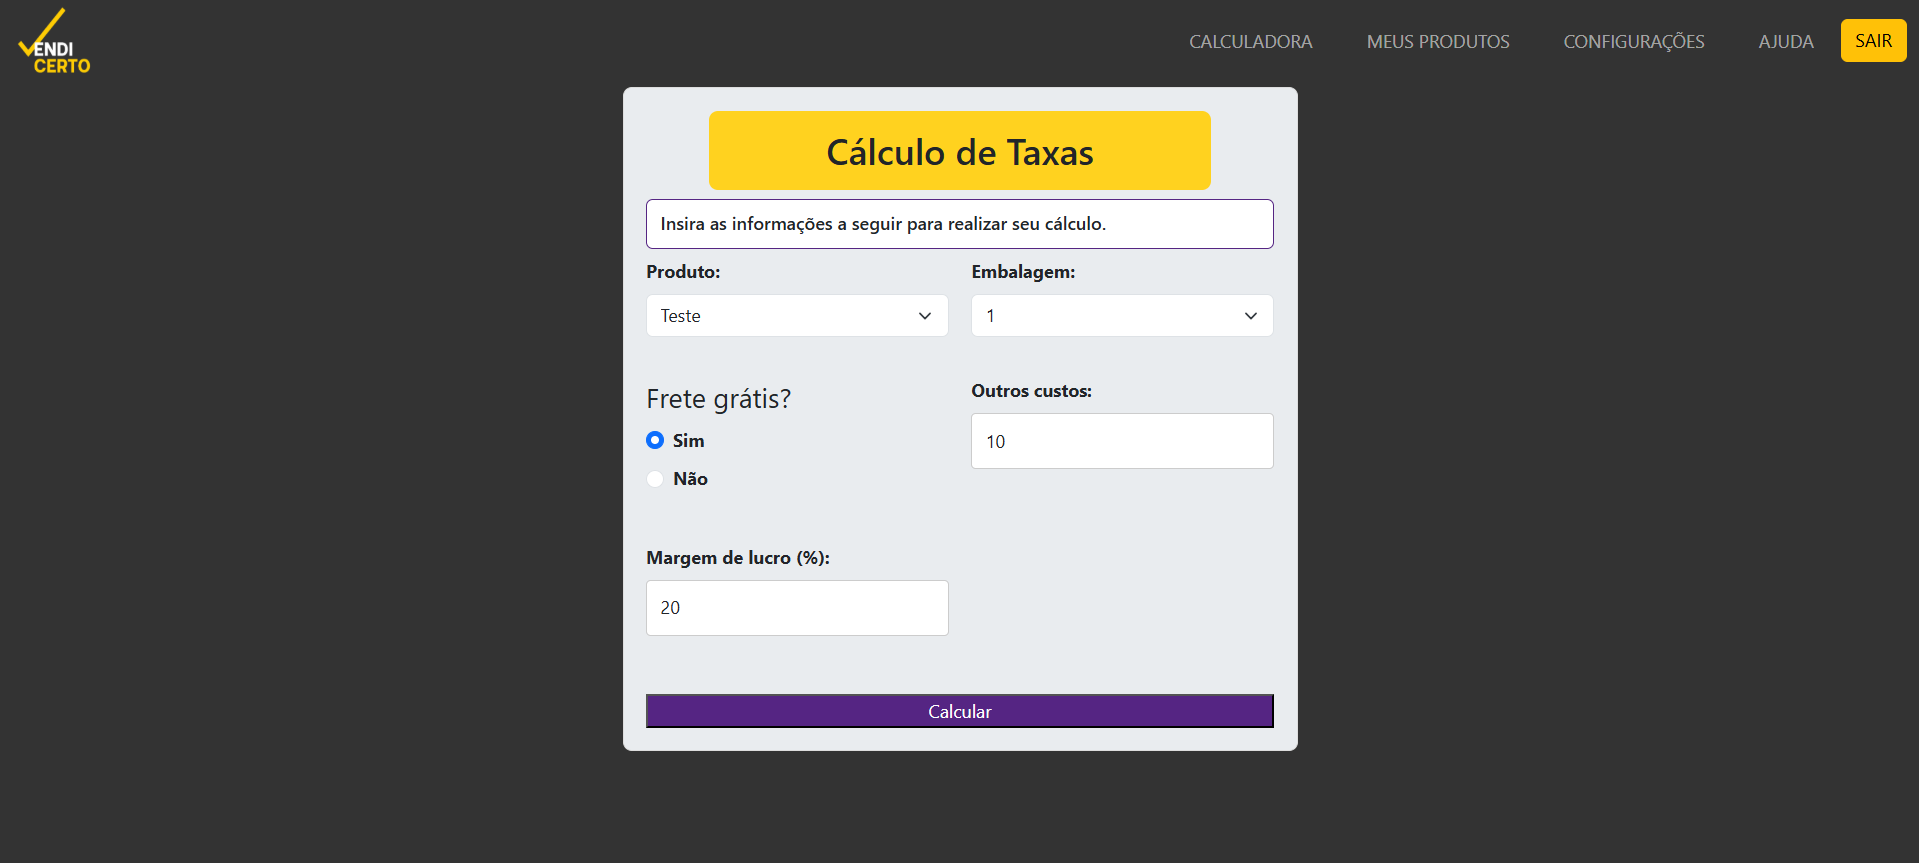 VENDI
CERTO
CALCULADORA
MEUS PRODUTOS
CONFIGURAÇÕES
AJUDA
SAIR
Cálculo de Taxas
Insira as informações a seguir para realizar seu cálculo.
Produto:
Embalagem:
Teste
1
Frete grátis?
Sim
Não
Outros custos:
10
Margem de lucro (%):
20
Calcular